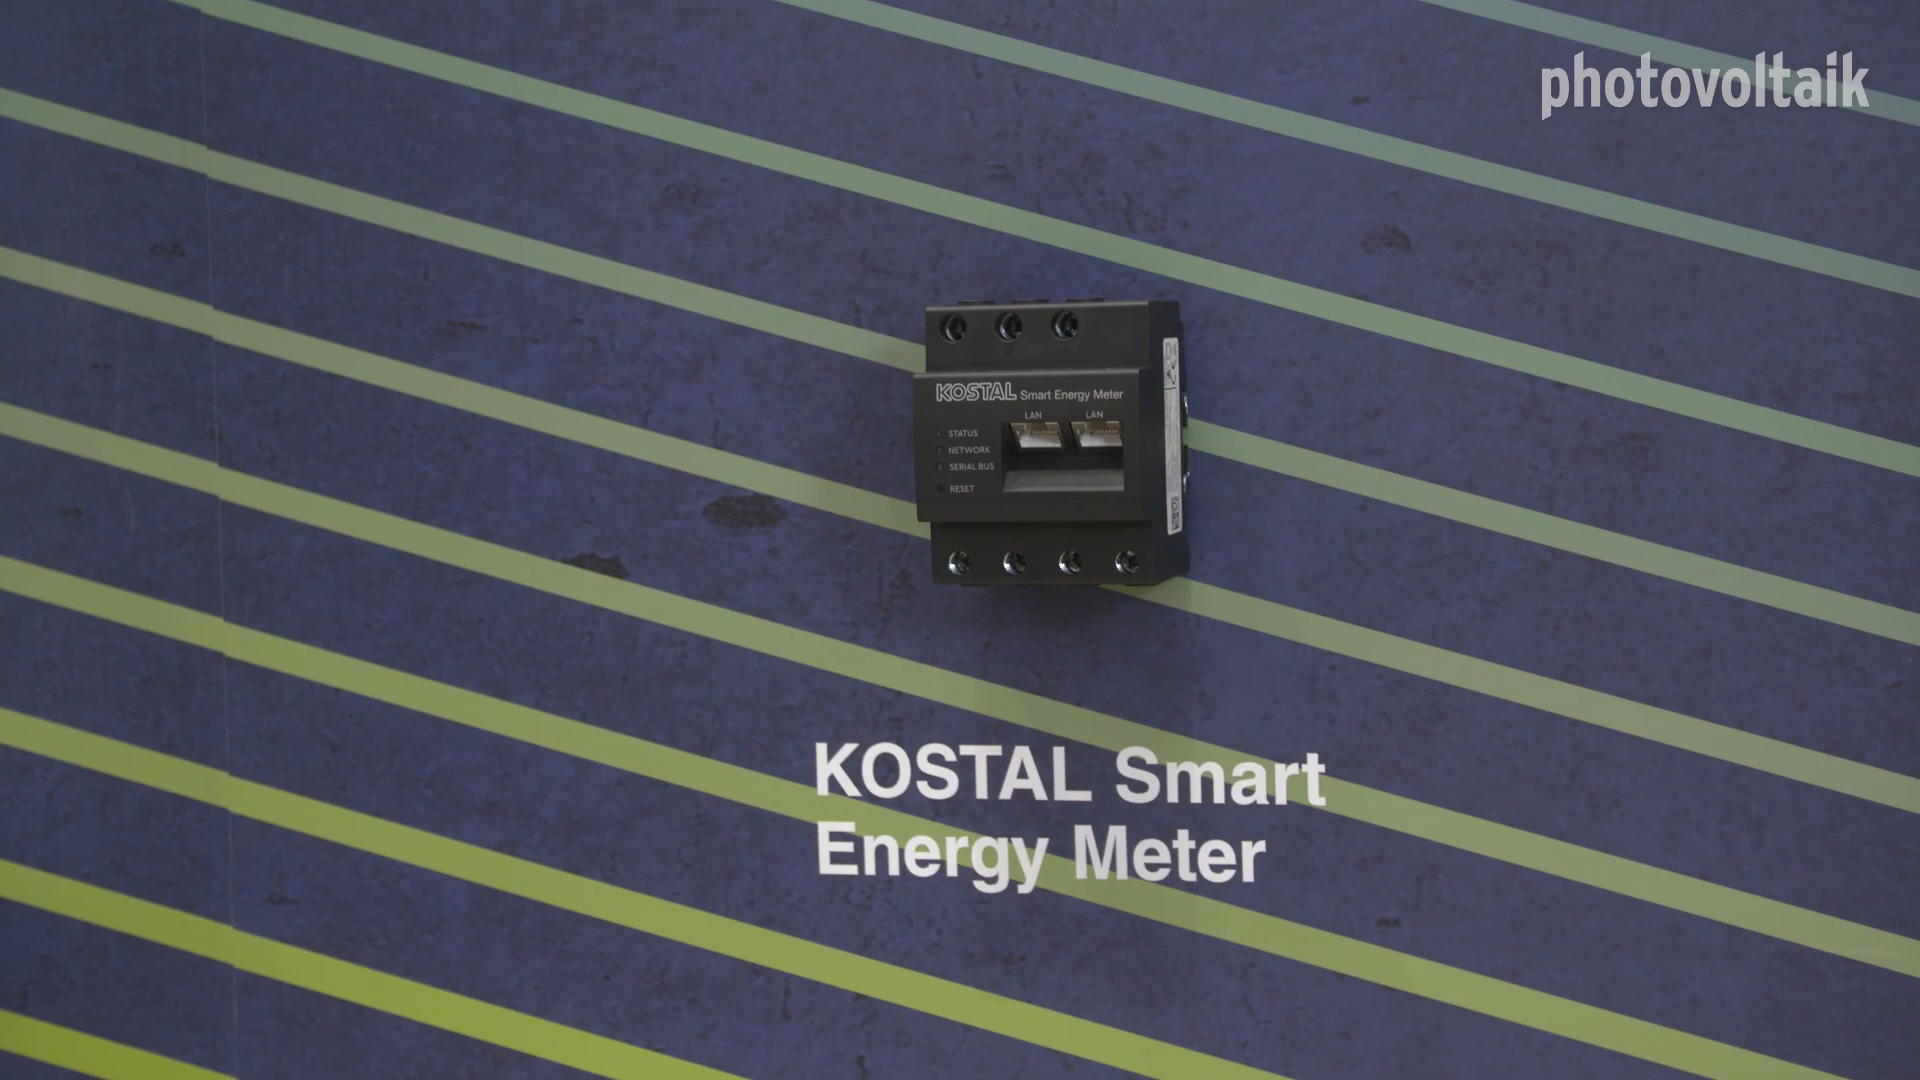 photovoltaik
KOSTAL Smart Energy Meter
LAN LAN
STATUS
NETWORK
SERIAL BUS
RESET
KOSTAL Smart
Energy Meter